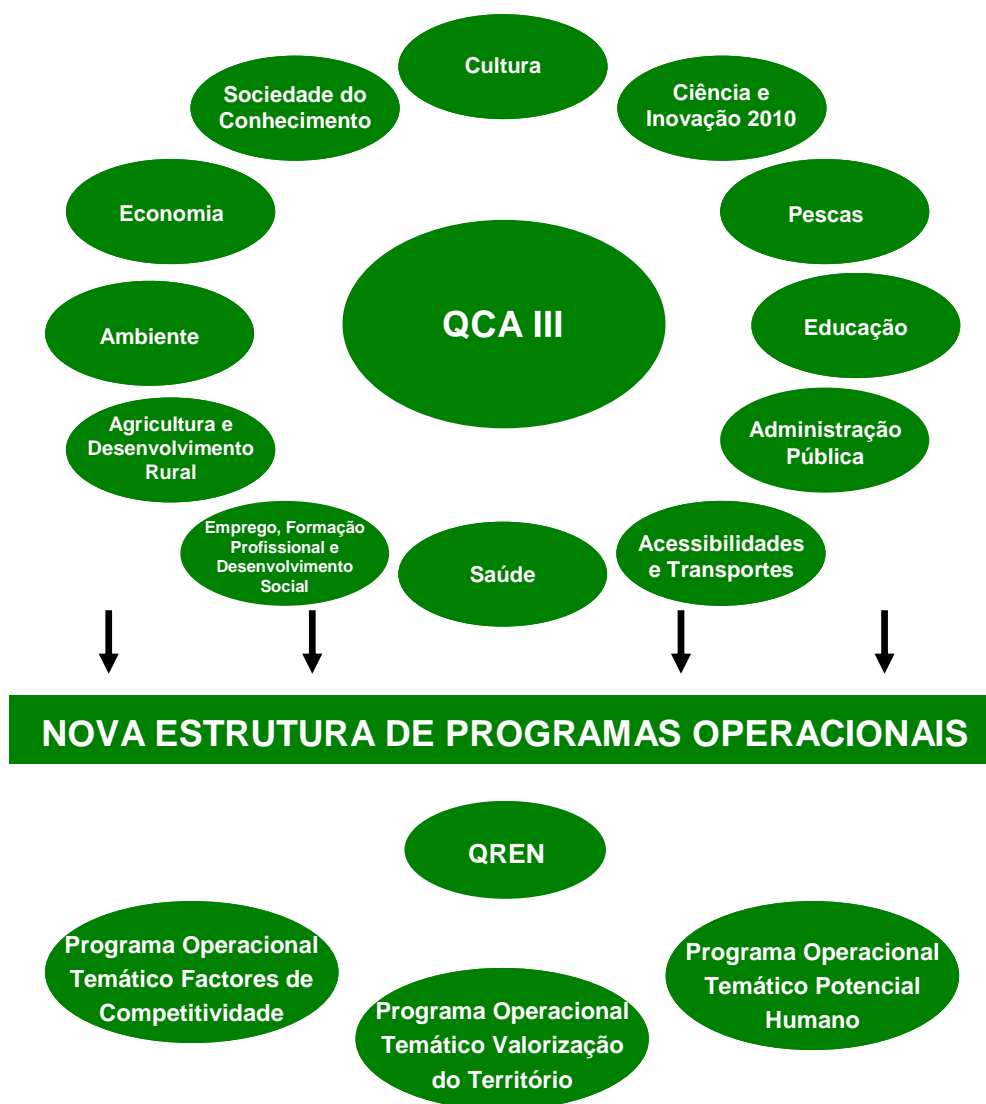 Cultura
Sociedade do
Conhecimento
Ciência e
Inovação 2010
Economia
Pescas
QCA III
Ambiente
Educação
Agricultura e
Desenvolvimento
Rural
Administração
Pública
Emprego, Formação
Profissional e
Desenvolvimento
Social
Saúde
Acessibilidades
e Transportes
NOVA ESTRUTURA DE PROGRAMAS OPERACIONAIS
QREN
Programa Operacional
Temático Factores de
Competitividade
Programa Operacional
Temático Valorização
do Território
Programa Operacional
Temático Potencial
Humano